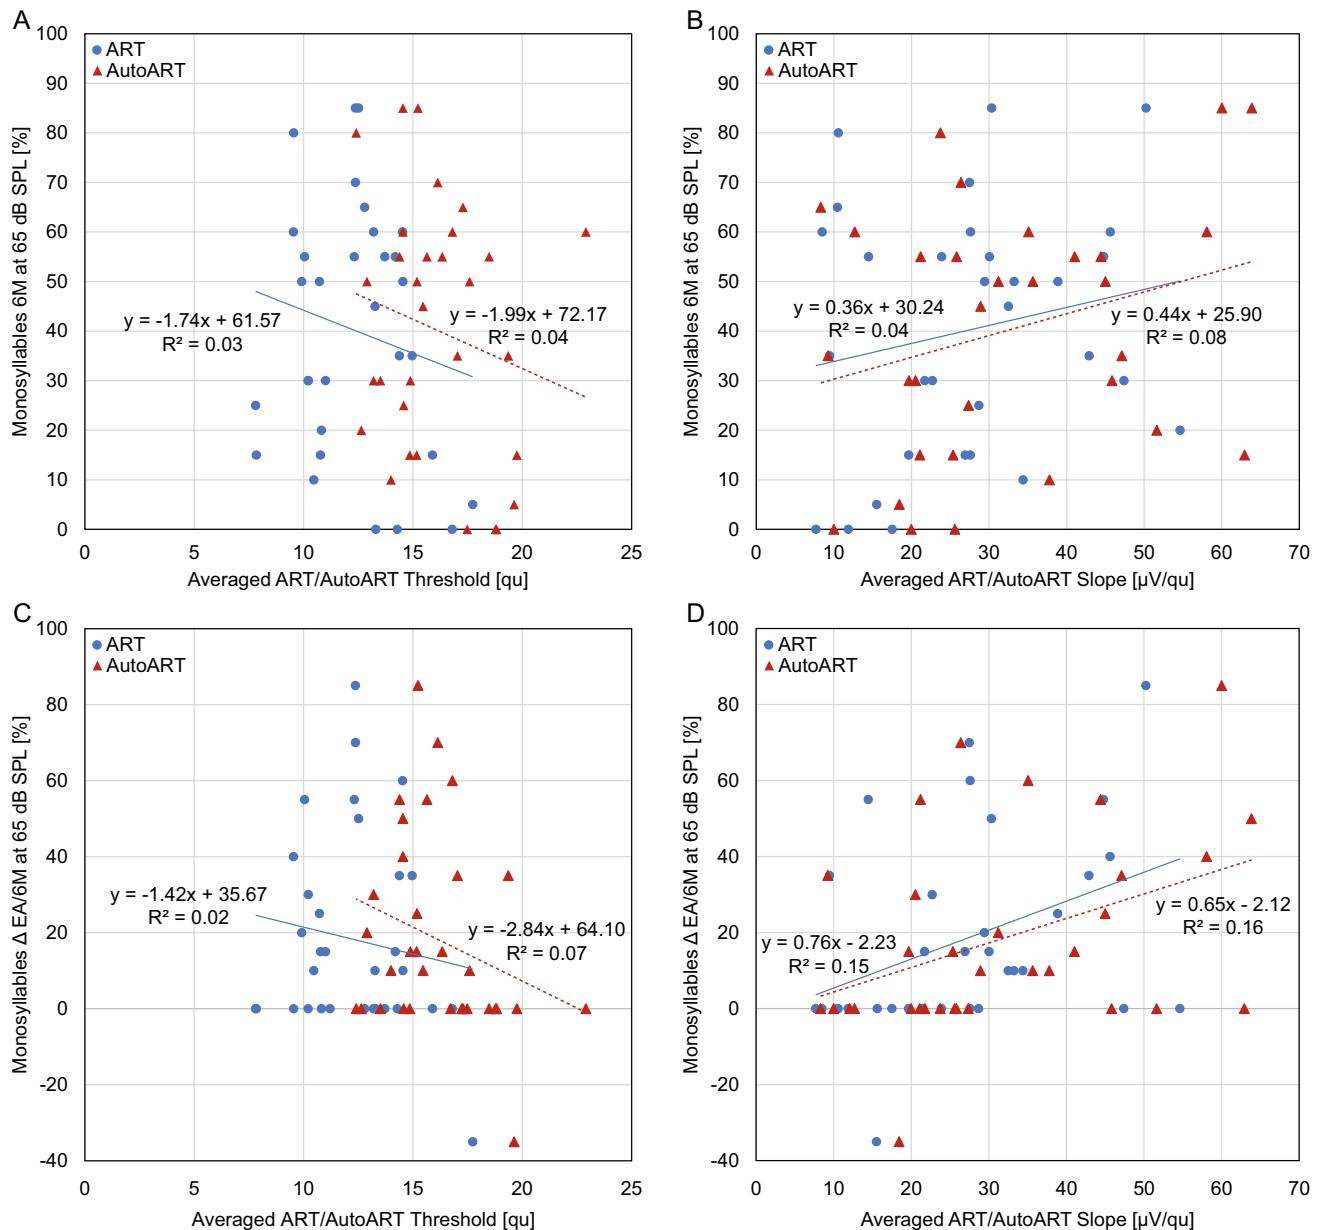 A
Monosyllables 6M at 65 dB SPL [%]
100
90
80
70
60
50
40
30
20
10
0
ART
AutoART
y = -1.74x + 61.57
R² = 0.03
y = -1.99x + 72.17
R² = 0.04
0 5 10 15 20 25
Averaged ART/AutoART Threshold [qu]
B
Monosyllables 6M at 65 dB SPL [%]
100
90
80
70
60
50
40
30
20
10
0
ART
AutoART
y = 0.36x + 30.24
R² = 0.04
y = 0.44x + 25.90
R² = 0.08
0 10 20 30 40 50 60 70
Averaged ART/AutoART Slope [µV/qu]
C
Monosyllables Δ EA/6M at 65 dB SPL [%]
100
80
60
40
20
0
-20
-40
ART
AutoART
y = -1.42x + 35.67
R² = 0.02
y = -2.84x + 64.10
R² = 0.07
0 5 10 15 20 25
Averaged ART/AutoART Threshold [qu]
D
Monosyllables Δ EA/6M at 65 dB SPL [%]
100
80
60
40
20
0
-20
-40
ART
AutoART
y = 0.76x - 2.23
R² = 0.15
y = 0.65x - 2.12
R² = 0.16
0 10 20 30 40 50 60 70
Averaged ART/AutoART Slope [µV/qu]